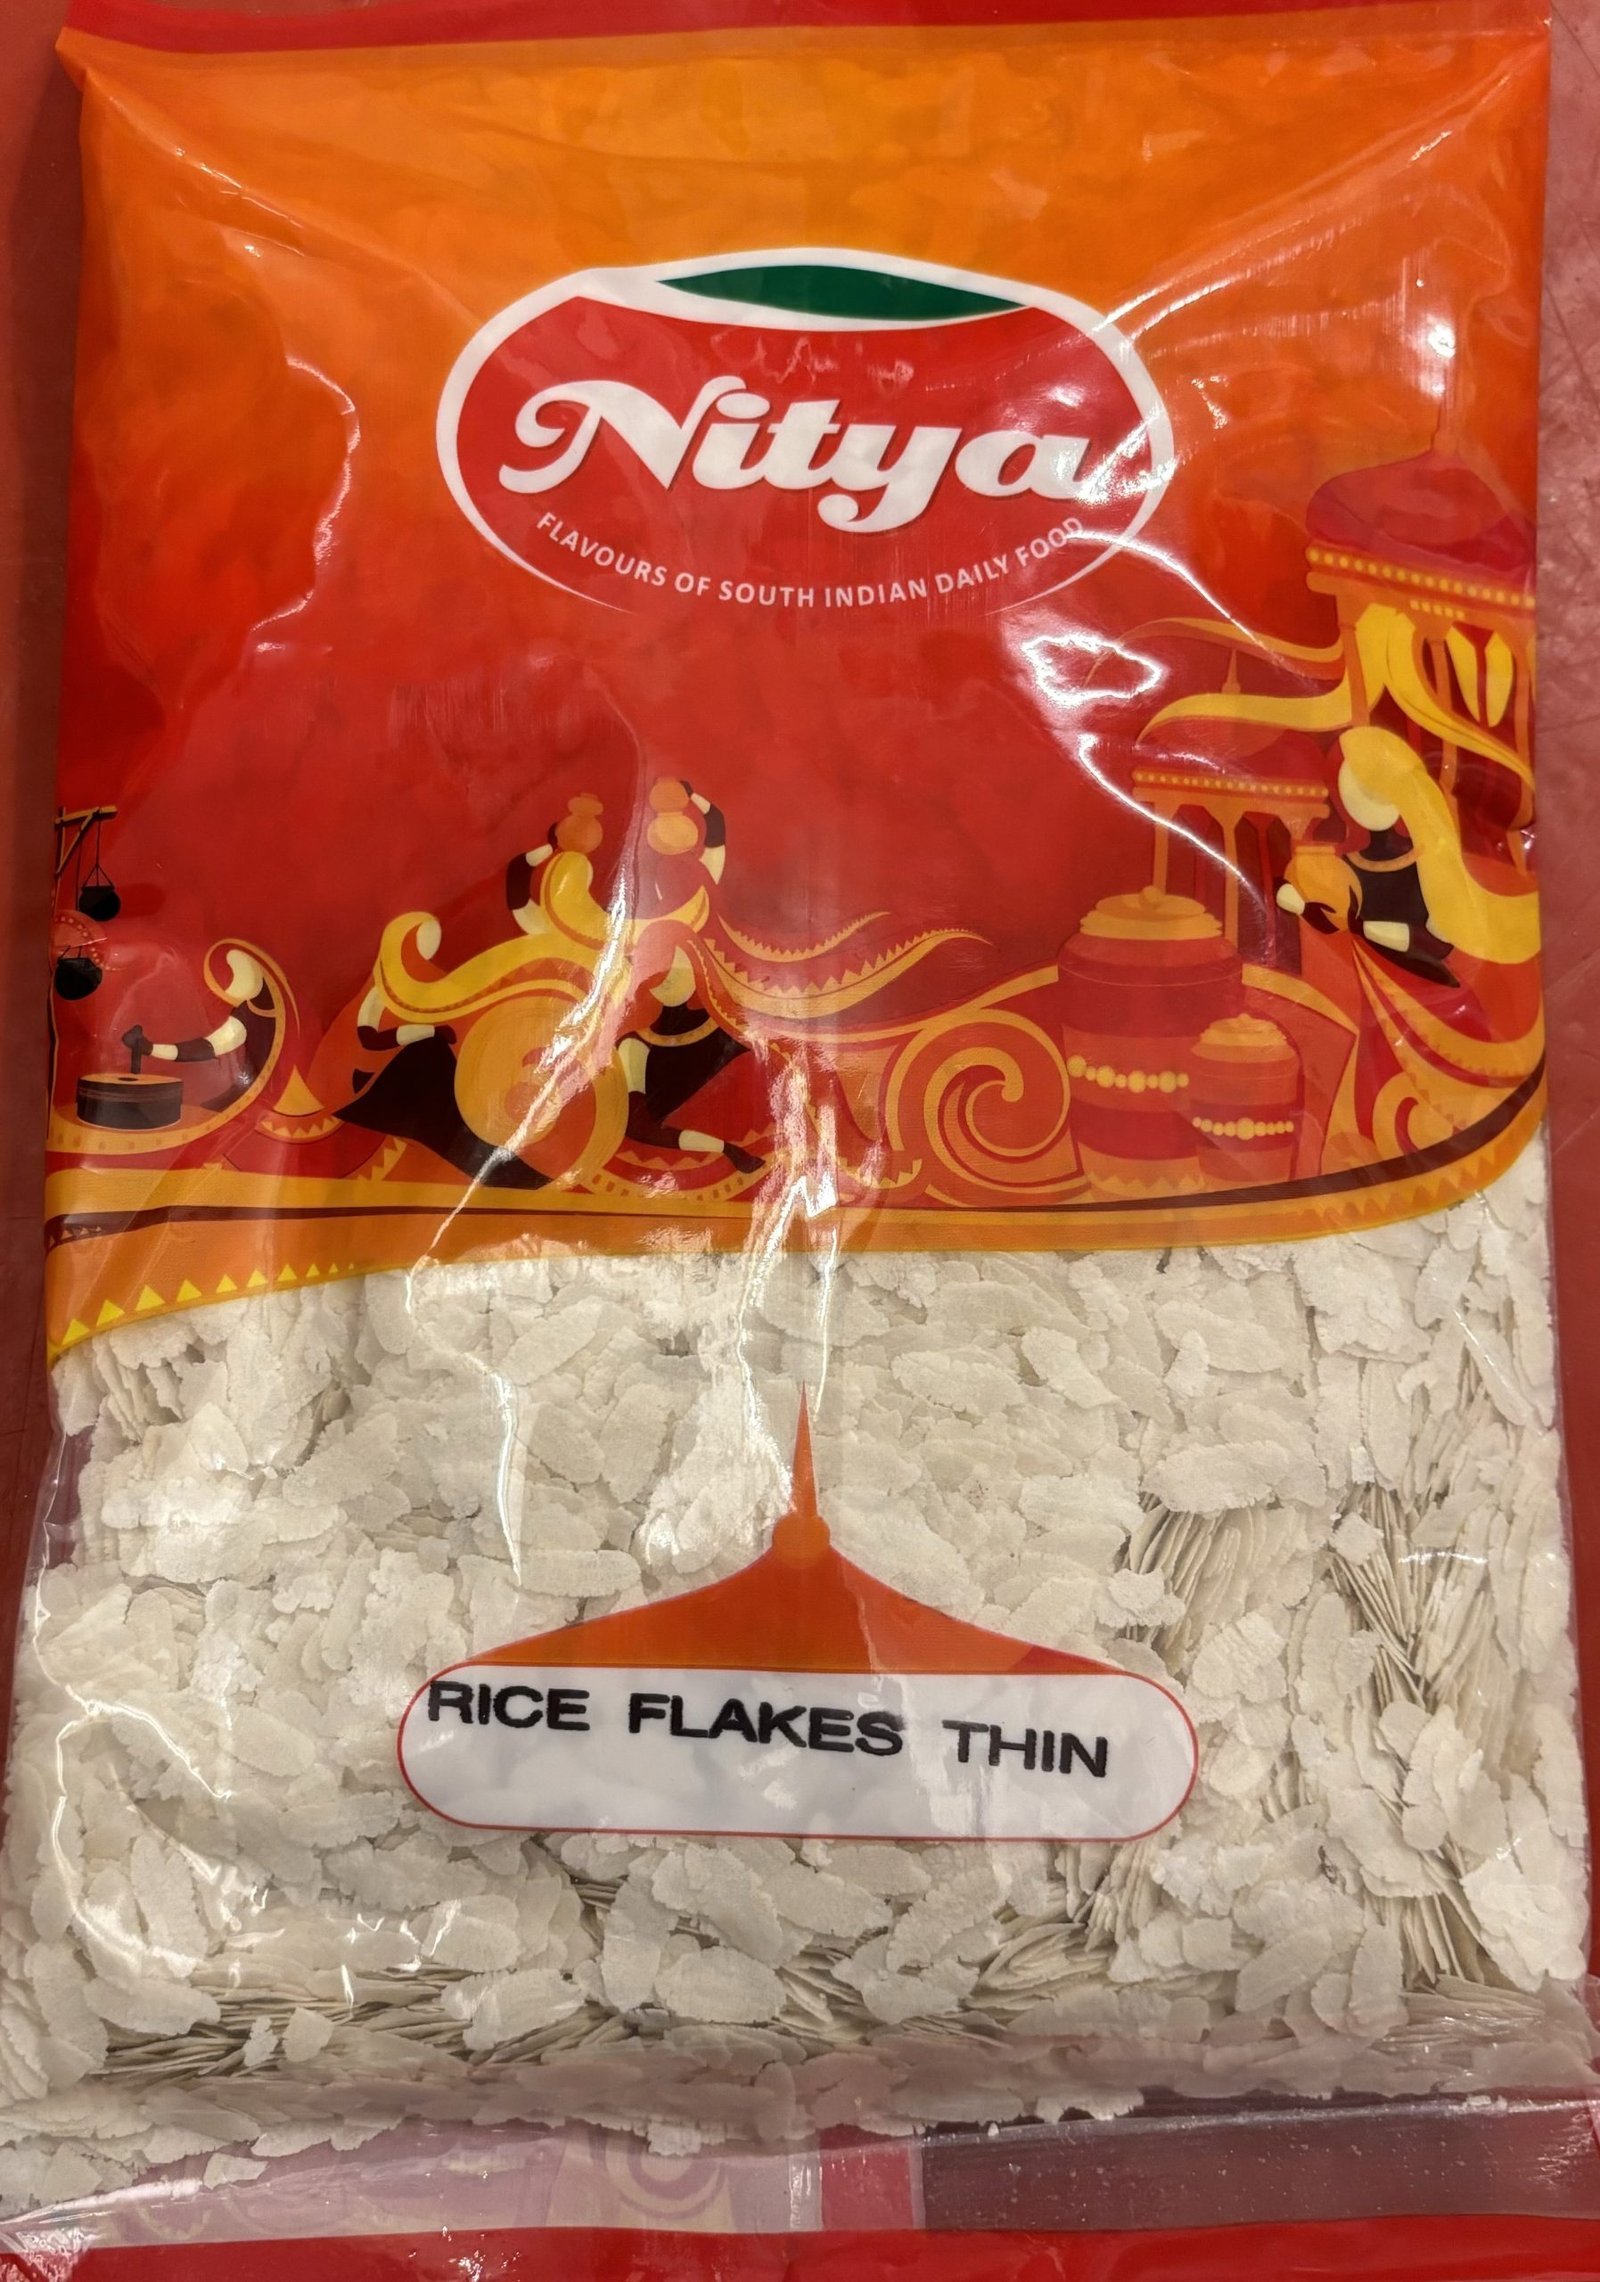 Nitya
FLAVOURS OF SOUTH INDIAN DAILY FOOD
RICE FLAKES THIN